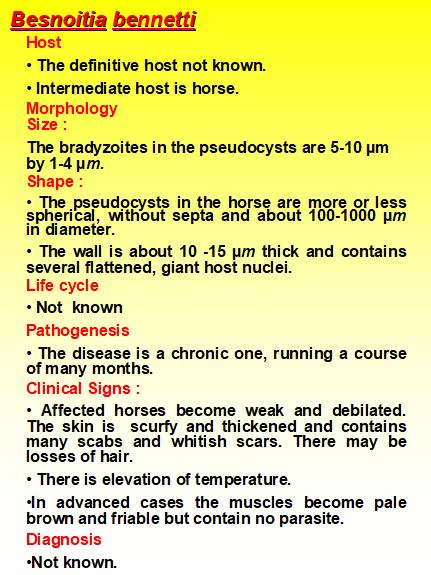 Besnoitia bennetti
Host
• The definitive host not known.
• Intermediate host is horse.
Morphology
Size :
The bradyzoites in the pseudocysts are 5-10 µm
by 1-4 µm.
Shape :
• The pseudocysts in the horse are more or less
spherical, without septa and about 100-1000 µm
in diameter.
• The wall is about 10 -15 µm thick and contains
several flattened, giant host nuclei.
Life cycle
• Not known
Pathogenesis
• The disease is a chronic one, running a course
of many months.
Clinical Signs :
• Affected horses become weak and debilated.
The skin is scurfy and thickened and contains
many scabs and whitish scars. There may be
losses of hair.
• There is elevation of temperature.
•In advanced cases the muscles become pale
brown and friable but contain no parasite.
Diagnosis
•Not known.